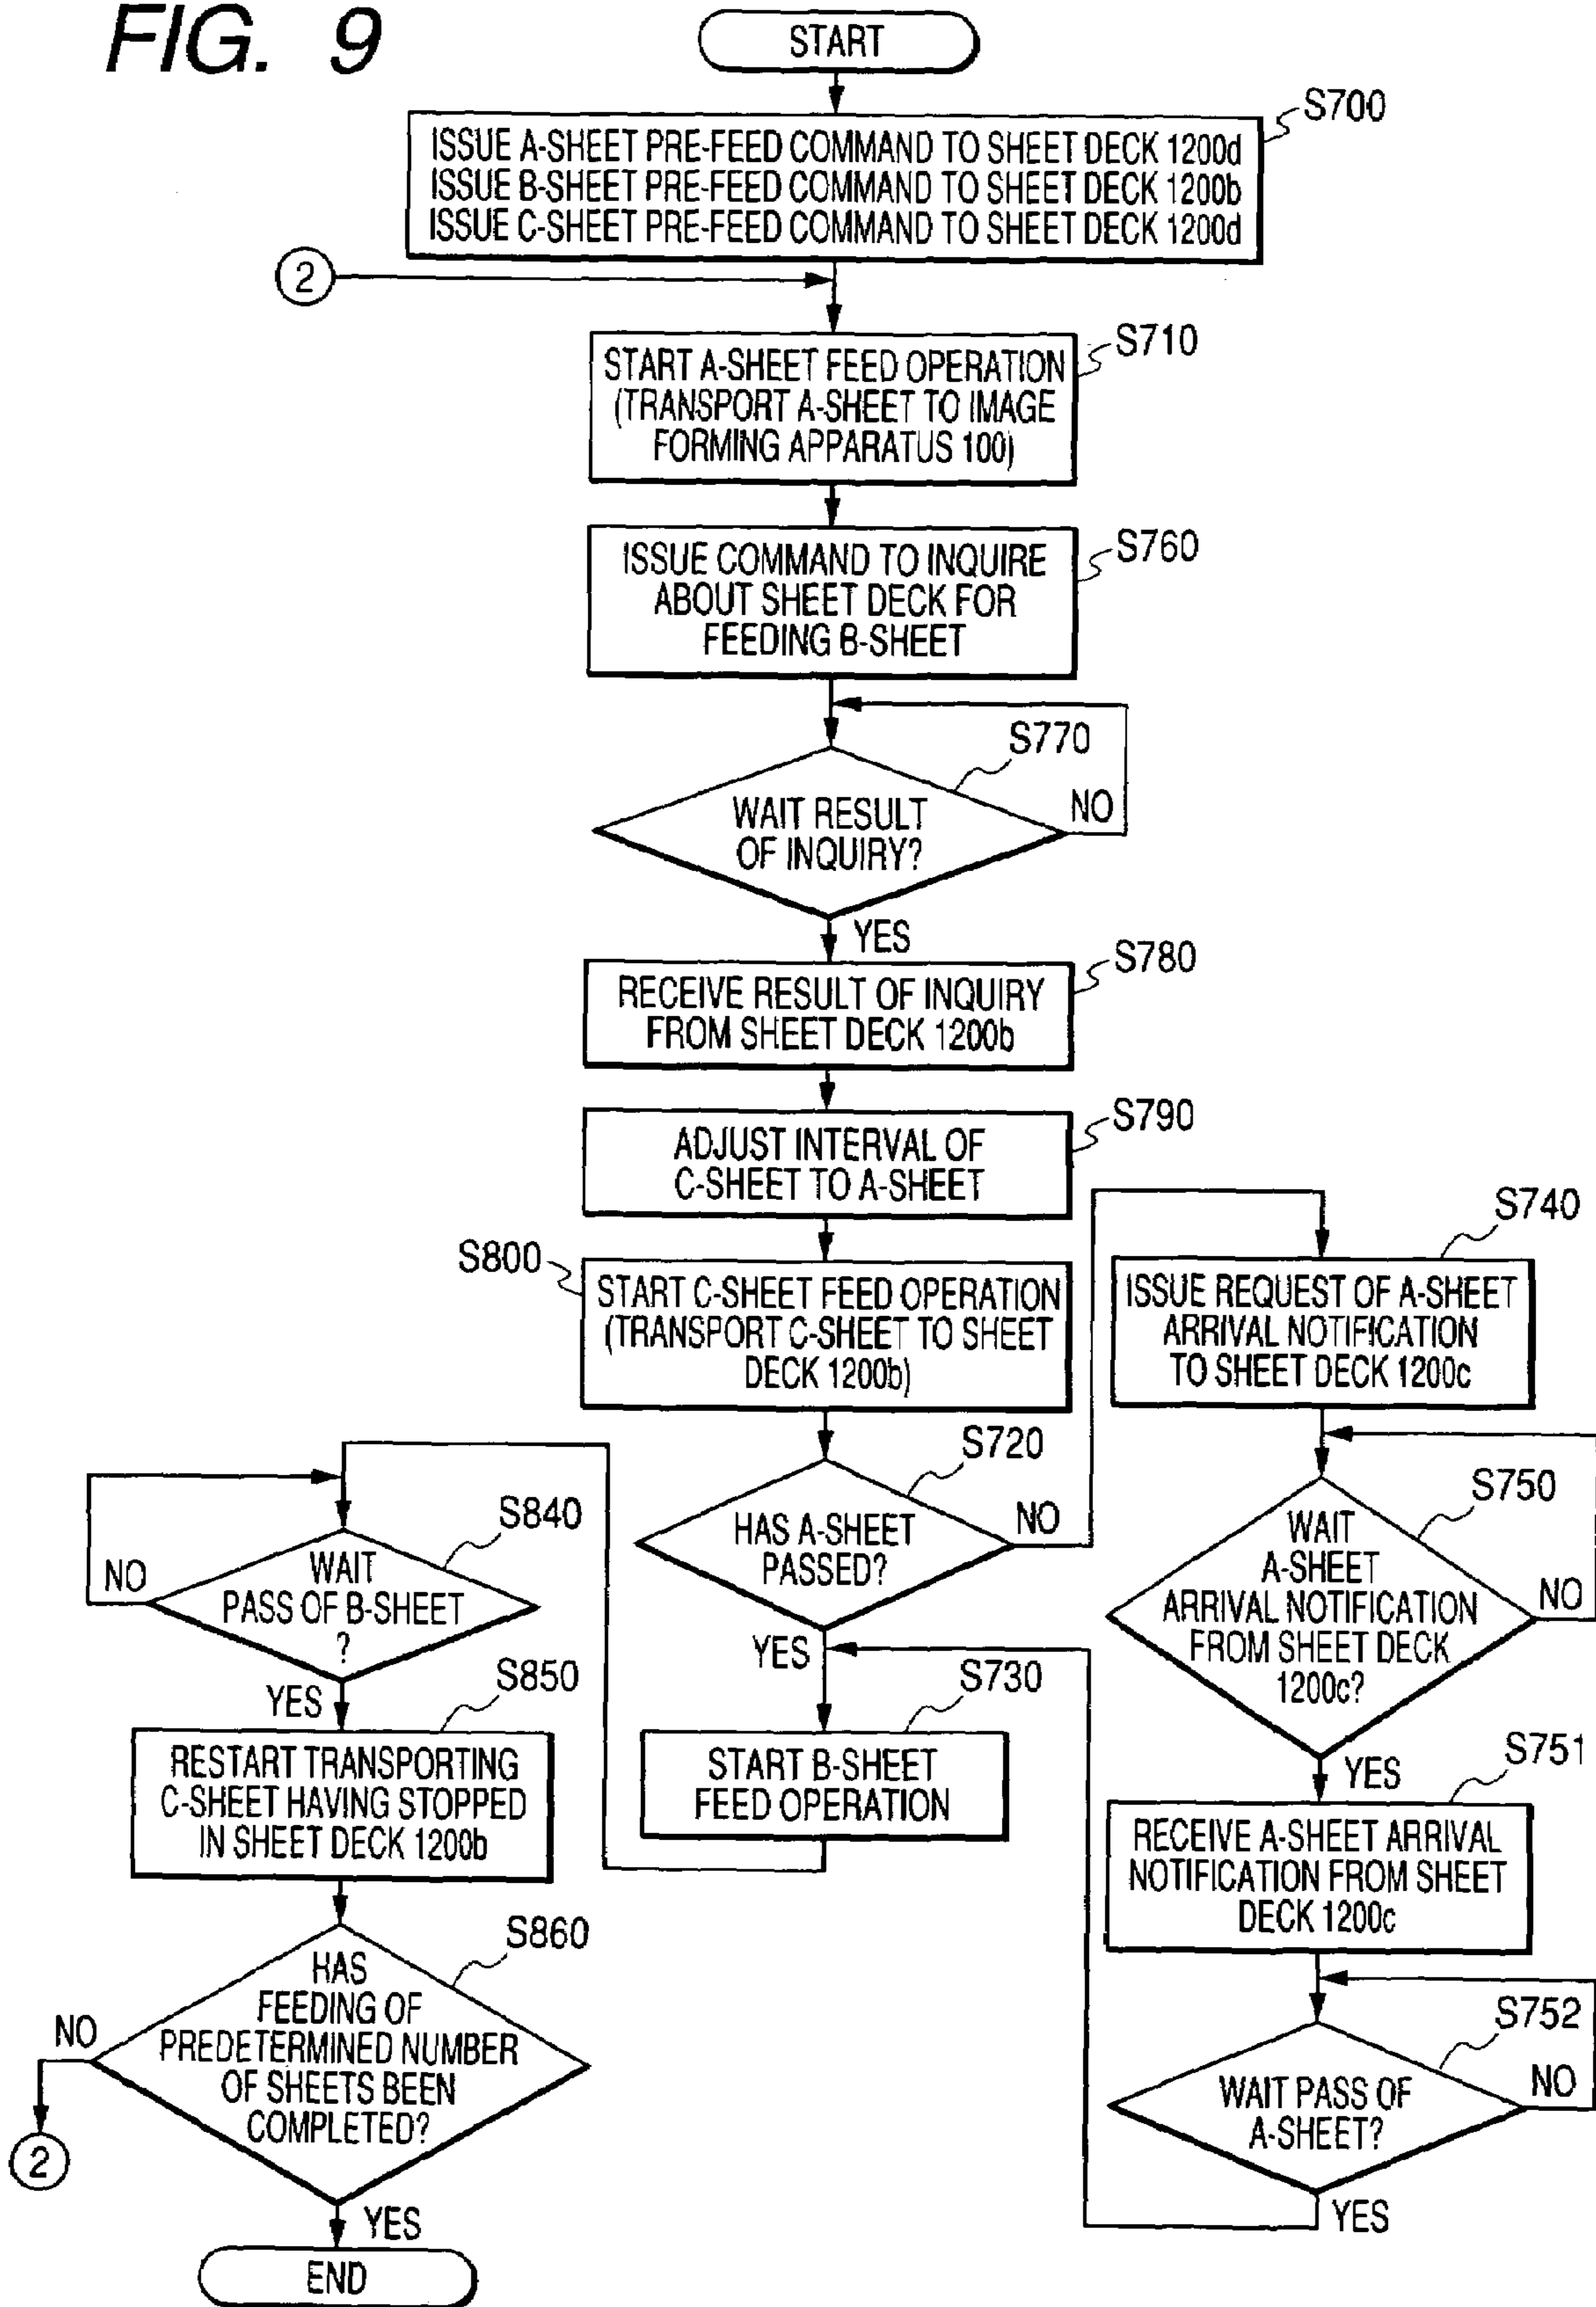 FIG. 9
START
S700
ISSUE A-SHEET PRE-FEED COMMAND TO SHEET DECK 1200d
ISSUE B-SHEET PRE-FEED COMMAND TO SHEET DECK 1200b
ISSUE C-SHEET PRE-FEED COMMAND TO SHEET DECK 1200d
2
S710
START A-SHEET FEED OPERATION
(TRANSPORT A-SHEET TO IMAGE
FORMING APPARATUS 100)
S760
ISSUE COMMAND TO INQUIRE
ABOUT SHEET DECK FOR
FEEDING B-SHEET
S770
WAIT RESULT
OF INQUIRY?
NO
YES
S780
RECEIVE RESULT OF INQUIRY
FROM SHEET DECK 1200b
S790
ADJUST INTERVAL OF
C-SHEET TO A-SHEET
S800
START C-SHEET FEED OPERATION
(TRANSPORT C-SHEET TO SHEET
DECK 1200b)
S720
HAS A-SHEET
PASSED?
NO
YES
S740
ISSUE REQUEST OF A-SHEET
ARRIVAL NOTIFICATION
TO SHEET DECK 1200c
S750
WAIT
A-SHEET
ARRIVAL NOTIFICATION
FROM SHEET DECK
1200c?
NO
YES
S751
RECEIVE A-SHEET ARRIVAL
NOTIFICATION FROM SHEET
DECK 1200c
S752
WAIT PASS OF
A-SHEET?
NO
YES
S730
START B-SHEET
FEED OPERATION
S840
WAIT
PASS OF B-SHEET
?
NO
YES
S850
RESTART TRANSPORTING
C-SHEET HAVING STOPPED
IN SHEET DECK 1200b
S860
HAS
FEEDING OF
PREDETERMINED NUMBER
OF SHEETS BEEN
COMPLETED?
NO
2
YES
END